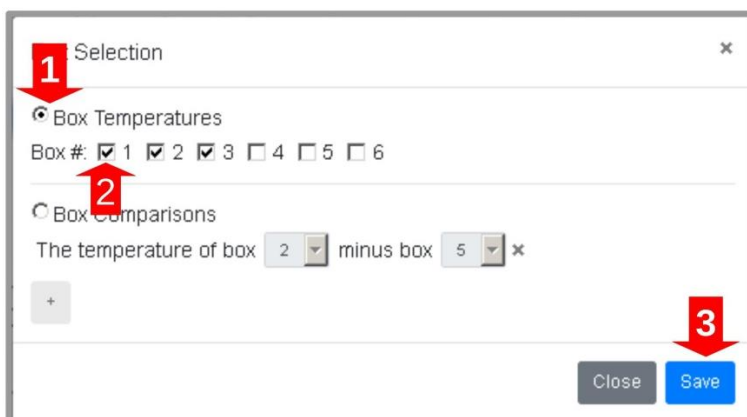 Selection ×
1
Box Temperatures
Box #: 1 2 3 4 5 6
2
Box Comparisons
The temperature of box 2 minus box 5 ×
+
3
Close Save